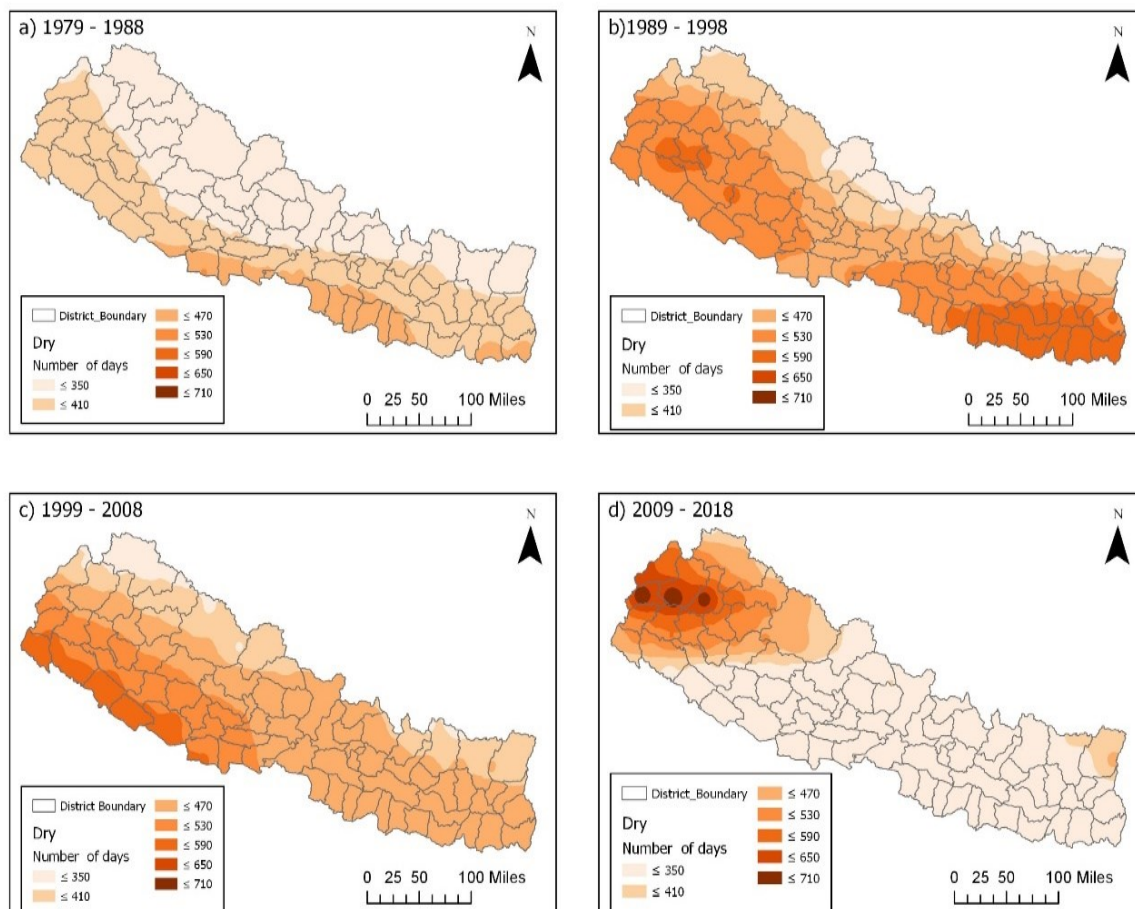 a) 1979 - 1988
N
District_Boundary
Dry
Number of days
≤ 350
≤ 410
≤ 470
≤ 530
≤ 590
≤ 650
≤ 710
0 25 50 100 Miles
b)1989 - 1998
N
District_Boundary
Dry
Number of days
≤ 350
≤ 410
≤ 470
≤ 530
≤ 590
≤ 650
≤ 710
0 25 50 100 Miles
c) 1999 - 2008
N
District Boundary
Dry
Number of days
≤ 350
≤ 410
≤ 470
≤ 530
≤ 590
≤ 650
≤ 710
0 25 50 100 Miles
d) 2009 - 2018
N
District_Boundary
Dry
Number of days
≤ 350
≤ 410
≤ 470
≤ 530
≤ 590
≤ 650
≤ 710
0 25 50 100 Miles